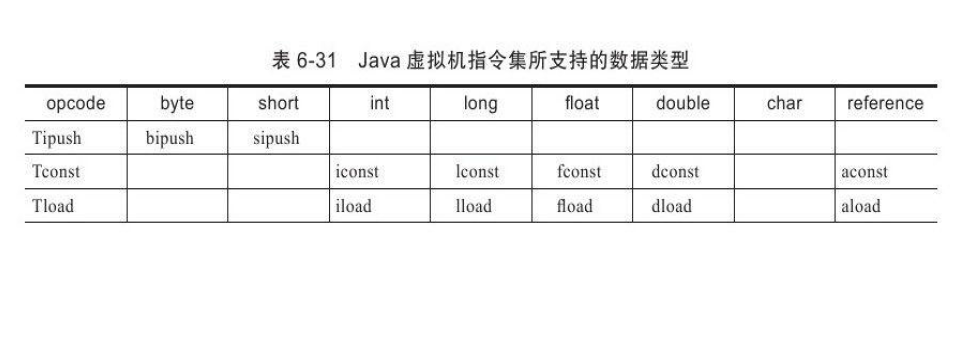 表 6-31 Java 虚拟机指令集所支持的数据类型
opcode byte short int long float double char reference
Tipush bipush sipush
Tconst iconst lconst fconst dconst aconst
Tload iload lload fload dload aload